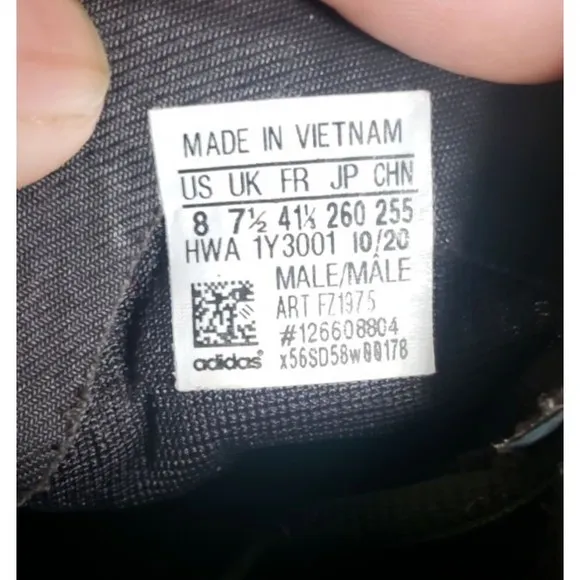 MADE IN VIETNAM
US UK FR JP CHN
8 7½ 41⅓ 260 255
HWA 1Y3001 10/20
MALE/MÂLE
ART FZ1975
#126608804
adidas® x56SD58w00178